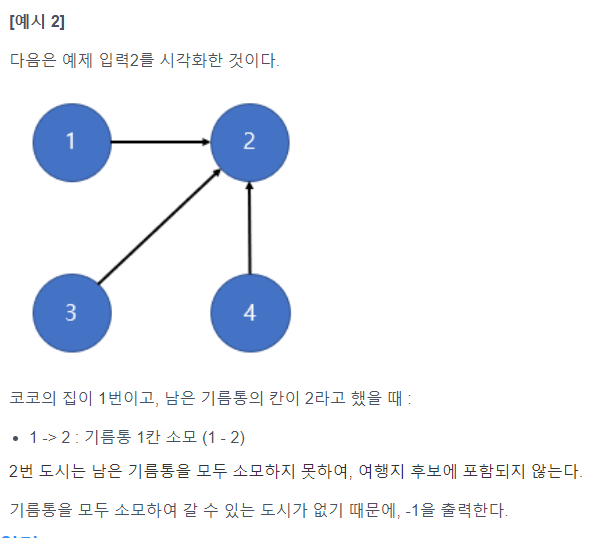 [예시 2]
다음은 예제 입력2를 시각화한 것이다.
1
2
3
4
코코의 집이 1번이고, 남은 기름통의 칸이 2라고 했을 때 :
• 1 -> 2 : 기름통 1칸 소모 (1 - 2)
2번 도시는 남은 기름통을 모두 소모하지 못하여, 여행지 후보에 포함되지 않는다.
기름통을 모두 소모하여 갈 수 있는 도시가 없기 때문에, -1을 출력한다.